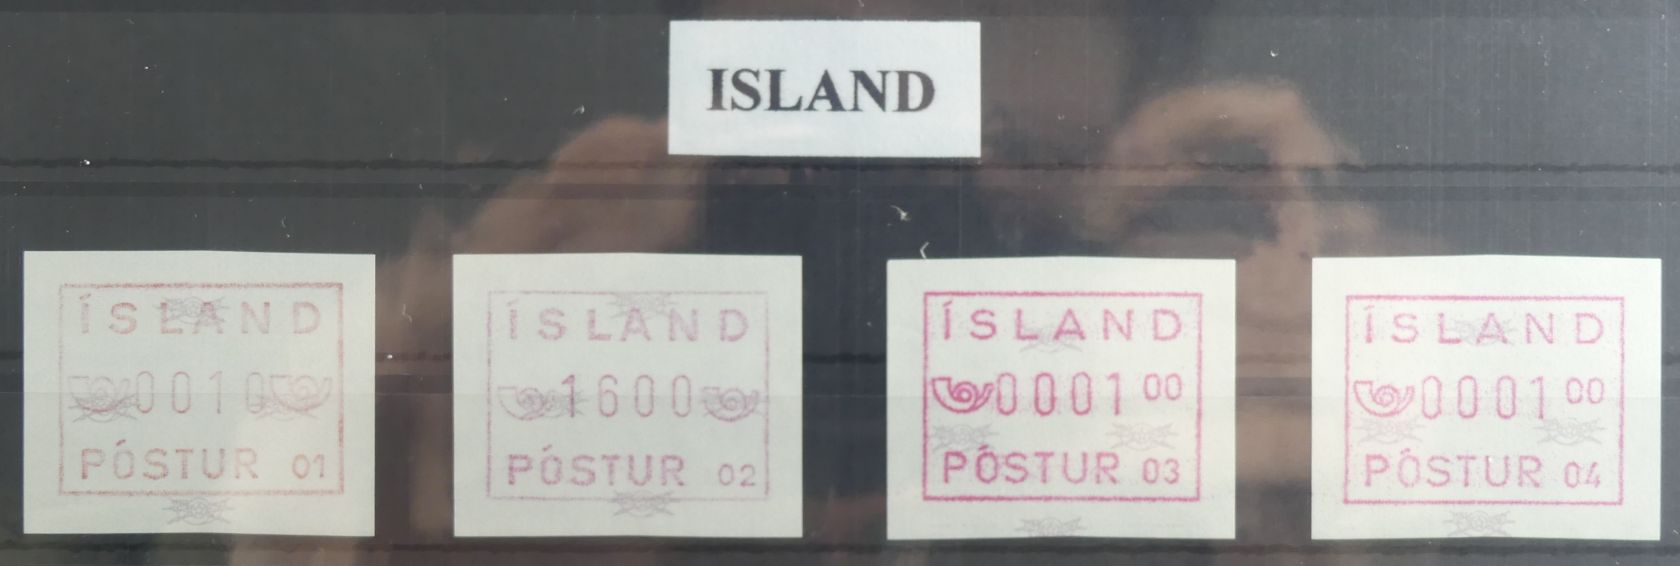 ISLAND
ÍSLAND
0010
PÓSTUR 01
ÍSLAND
1600
PÓSTUR 02
ÍSLAND
0001 00
PÓSTUR 03
ÍSLAND
0001 00
PÓSTUR 04